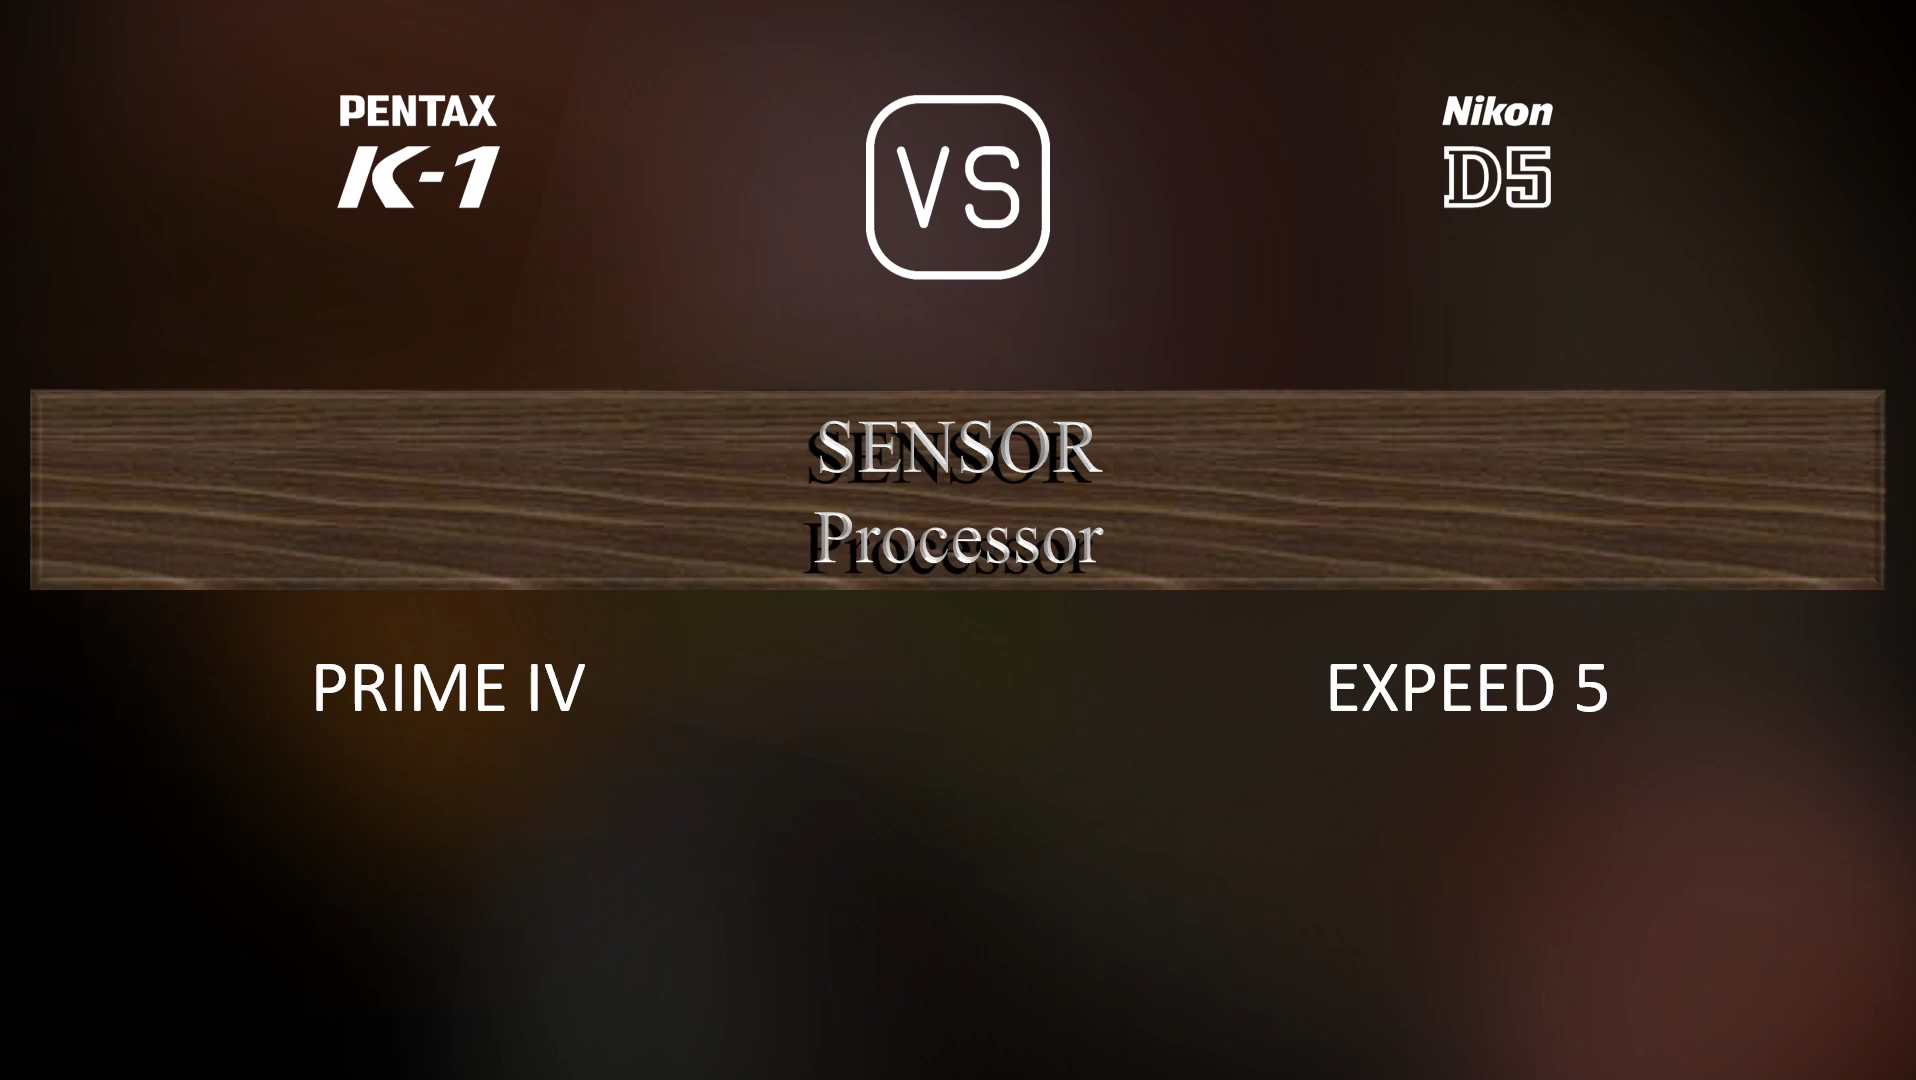 PENTAX
K-1
VS
Nikon
D5
SENSOR
Processor
PRIME IV
EXPEED 5